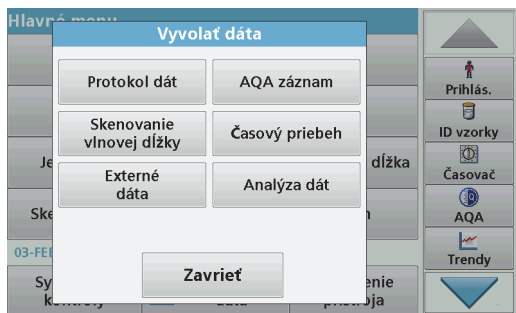 Hlavné menu
Vyvolať dáta
Protokol dát
AQA záznam
Skenovanie
vlnovej dĺžky
Časový priebeh
Externé
dáta
Analýza dát
Zavrieť
dĺžka
03-FEB
Prihlás.
ID vzorky
Časovač
AQA
Trendy